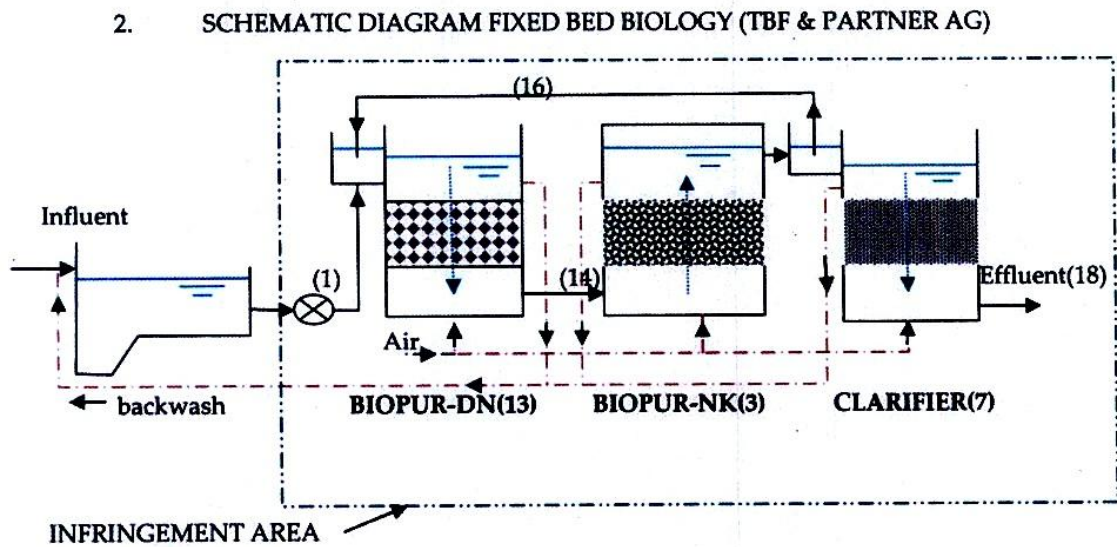 2. SCHEMATIC DIAGRAM FIXED BED BIOLOGY (TBF & PARTNER AG)
(16)
Influent
(1)
(14)
Effluent(18)
Air
backwash
BIOPUR-DN(13)
BIOPUR-NK(3)
CLARIFIER(7)
INFRINGEMENT AREA